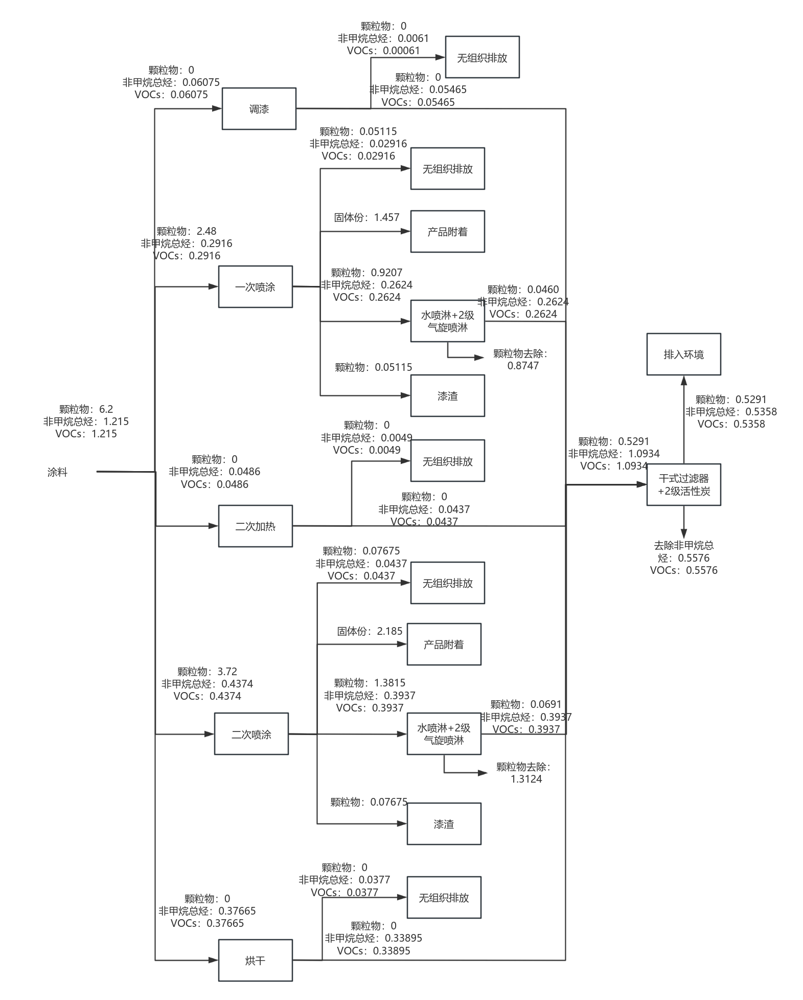 颗粒物：0
非甲烷总烃：0.0061
VOCs：0.00061
无组织排放
颗粒物：0
非甲烷总烃：0.06075
VOCs：0.06075
颗粒物：0
非甲烷总烃：0.05465
VOCs：0.05465
调漆
颗粒物：0.05115
非甲烷总烃：0.02916
VOCs：0.02916
无组织排放
固体份：1.457
产品附着
颗粒物：2.48
非甲烷总烃：0.2916
VOCs：0.2916
一次喷涂
颗粒物：0.9207
非甲烷总烃：0.2624
VOCs：0.2624
水喷淋+2级
气旋喷淋
颗粒物：0.0460
非甲烷总烃：0.2624
VOCs：0.2624
颗粒物去除：
0.8747
颗粒物：0.05115
漆渣
排入环境
颗粒物：6.2
非甲烷总烃：1.215
VOCs：1.215
涂料
颗粒物：0.5291
非甲烷总烃：0.5358
VOCs：0.5358
颗粒物：0
非甲烷总烃：0.0049
VOCs：0.0049
无组织排放
颗粒物：0.5291
非甲烷总烃：1.0934
VOCs：1.0934
干式过滤器
+2级活性炭
颗粒物：0
非甲烷总烃：0.0486
VOCs：0.0486
二次加热
颗粒物：0
非甲烷总烃：0.0437
VOCs：0.0437
去除非甲烷总
烃：0.5576
VOCs：0.5576
颗粒物：0.07675
非甲烷总烃：0.0437
VOCs：0.0437
无组织排放
固体份：2.185
产品附着
颗粒物：3.72
非甲烷总烃：0.4374
VOCs：0.4374
二次喷涂
颗粒物：1.3815
非甲烷总烃：0.3937
VOCs：0.3937
水喷淋+2级
气旋喷淋
颗粒物：0.0691
非甲烷总烃：0.3937
VOCs：0.3937
颗粒物去除：
1.3124
颗粒物：0.07675
漆渣
颗粒物：0
非甲烷总烃：0.0377
VOCs：0.0377
无组织排放
颗粒物：0
非甲烷总烃：0.37665
VOCs：0.37665
颗粒物：0
非甲烷总烃：0.33895
VOCs：0.33895
烘干